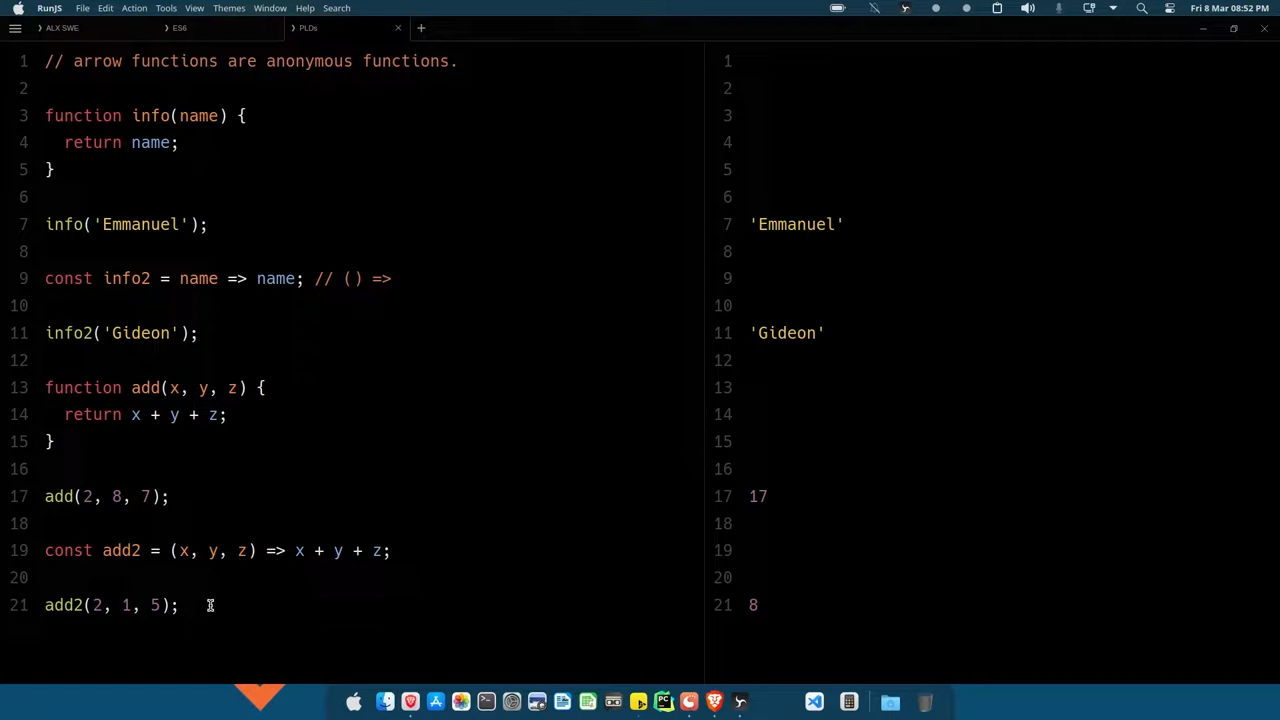 RunJS File Edit Actions Tools View Themes Window Help Search Fri 8 Mar 08:52 PM
ALX SWE ES6 PLDs
1 // arrow functions are anonymous functions. 1
2 2
3 function info(name) { 3
4 return name; 4
5 } 5
6 6
7 info('Emmanuel'); 7 'Emmanuel'
8 8
9 const info2 = name => name; // () => 9
10 10
11 info2('Gideon'); 11 'Gideon'
12 12
13 function add(x, y, z) { 13
14 return x + y + z; 14
15 } 15
16 16
17 add(2, 8, 7); 17 17
18 18
19 const add2 = (x, y, z) => x + y + z; 19
20 20
21 add2(2, 1, 5); 21 8
PC